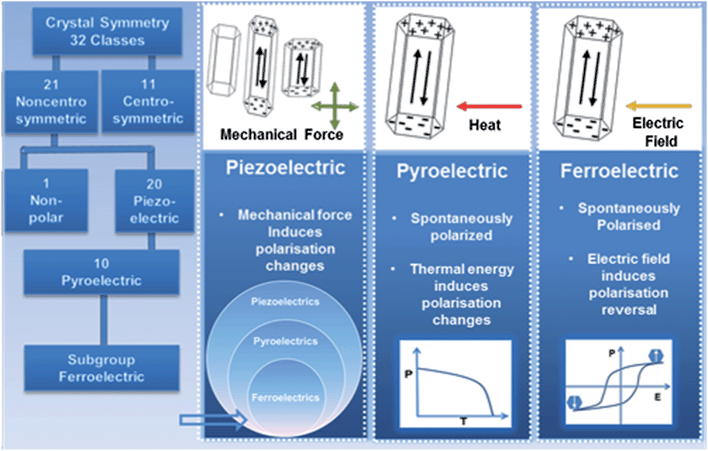 Crystal Symmetry
32 Classes
21
Noncentro
symmetric
11
Centro-
symmetric
1
Non-
polar
20
Piezo-
electric
10
Pyroelectric
Subgroup
Ferroelectric
Mechanical Force
Piezoelectric
• Mechanical force
Induces
polarisation
changes
Piezoelectrics
Pyroelectrics
Ferroelectrics
Heat
Pyroelectric
• Spontaneously
polarized
• Thermal energy
induces
polarisation
changes
P
T
Electric
Field
Ferroelectric
• Spontaneously
Polarised
• Electric field
induces
polarisation
reversal
P
E